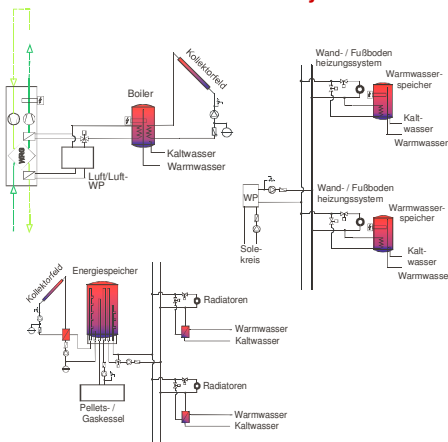 Kollektorfeld
Boiler
WRG
Kaltwasser
Warmwasser
Luft/Luft-
WP
Wand- / Fußboden
heizungssystem
Warmwasser-
speicher
Kalt-
wasser
Warmwasser
WP
Sole-
kreis
Wand- / Fußboden
heizungssystem
Warmwasser-
speicher
Kalt-
wasser
Warmwasser
Kollektorfeld
Energiespeicher
Radiatoren
Warmwasser
Kaltwasser
Radiatoren
Warmwasser
Kaltwasser
Pellets- /
Gaskessel